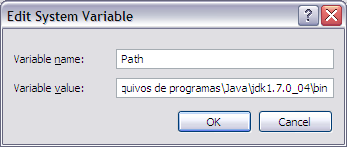 Edit System Variable
Variable name: Path
Variable value: quivos de programas\Java\jdk1.7.0_04\bin
OK Cancel